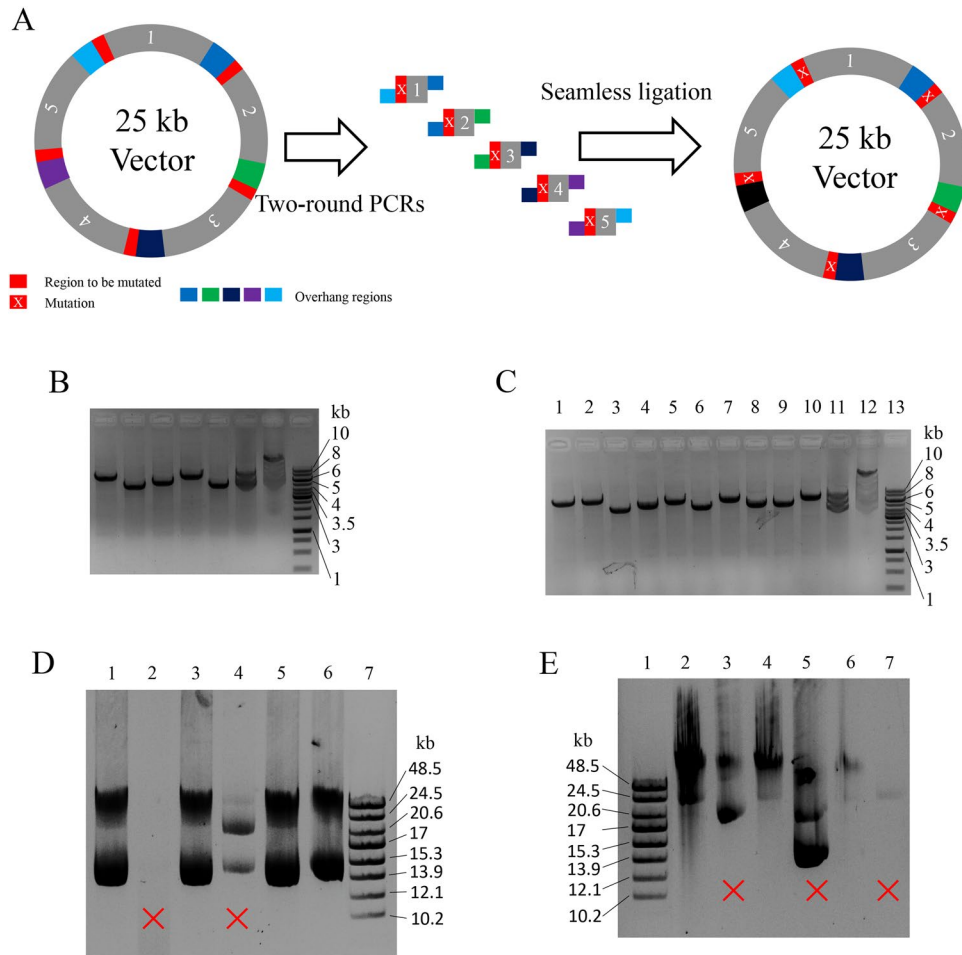 A
1
2
3
4
5
25 kb
Vector
Two-round PCRs
X 1
X 2
X 3
X 4
X 5
Seamless ligation
1
2
3
4
5
X
X
X
X
X
25 kb
Vector
Region to be mutated
X Mutation
Overhang regions
B
kb
10
8
6
5
4
3.5
3
1
C
1 2 3 4 5 6 7 8 9 10 11 12 13
kb
10
8
6
5
4
3.5
3
1
D
1 2 3 4 5 6 7
kb
48.5
24.5
20.6
17
15.3
13.9
12.1
10.2
E
1 2 3 4 5 6 7
kb
48.5
24.5
20.6
17
15.3
13.9
12.1
10.2